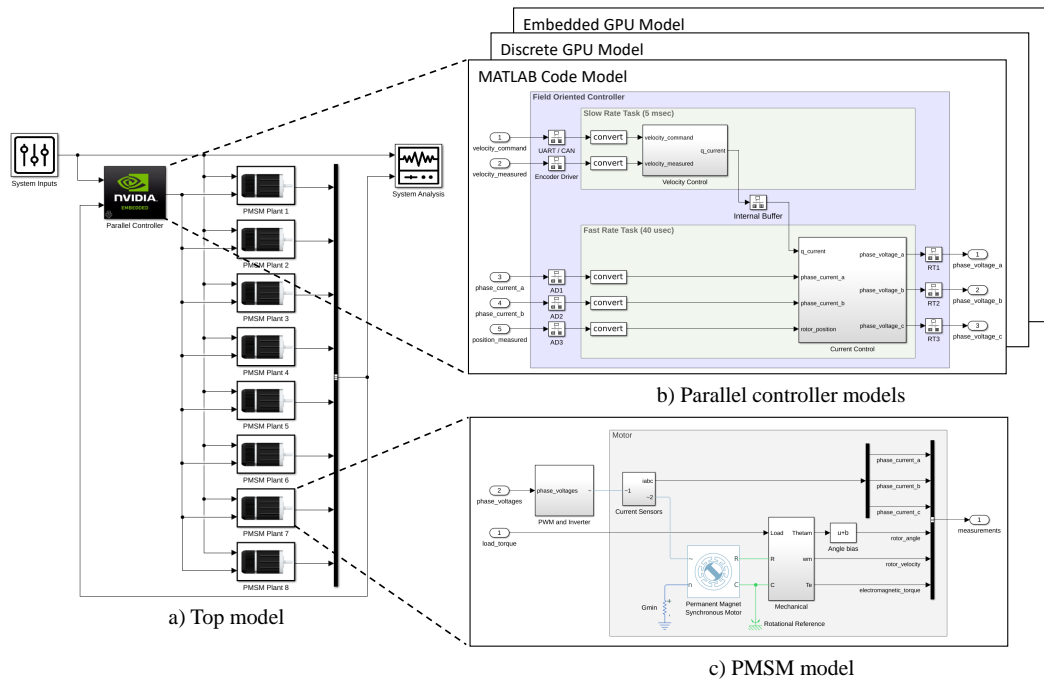 Embedded GPU Model
Discrete GPU Model
MATLAB Code Model
Field Oriented Controller
Slow Rate Task (5 msec)
1
velocity_command
UART / CAN
convert
velocity_command
q_current
2
velocity_measured
Encoder Driver
convert
velocity_measured
Velocity Control
Internal Buffer
Fast Rate Task (40 usec)
q_current
phase_voltage_a
RT1
1
phase_voltage_a
3
phase_current_a
AD1
convert
phase_current_a
4
phase_current_b
AD2
convert
phase_current_b
phase_voltage_b
RT2
2
phase_voltage_b
5
position_measured
AD3
convert
rotor_position
phase_voltage_c
RT3
3
phase_voltage_c
Current Control
b) Parallel controller models
System Inputs
NVIDIA.
EMBEDDED
Parallel Controller
System Analysis
PMSM Plant 1
PMSM Plant 2
PMSM Plant 3
PMSM Plant 4
PMSM Plant 5
PMSM Plant 6
PMSM Plant 7
PMSM Plant 8
a) Top model
Motor
2
phase_voltages
phase_voltages
~
PWM and Inverter
iabc
~1
~2
Current Sensors
phase_current_a
phase_current_b
phase_current_c
1
measurements
1
load_torque
Load
Thetam
u+b
Angle bias
rotor_angle
R
wm
rotor_velocity
C
Te
electromagnetic_torque
Mechanical
~
R
n
C
Permanent Magnet
Synchronous Motor
Gmin
+
-
Rotational Reference
c) PMSM model